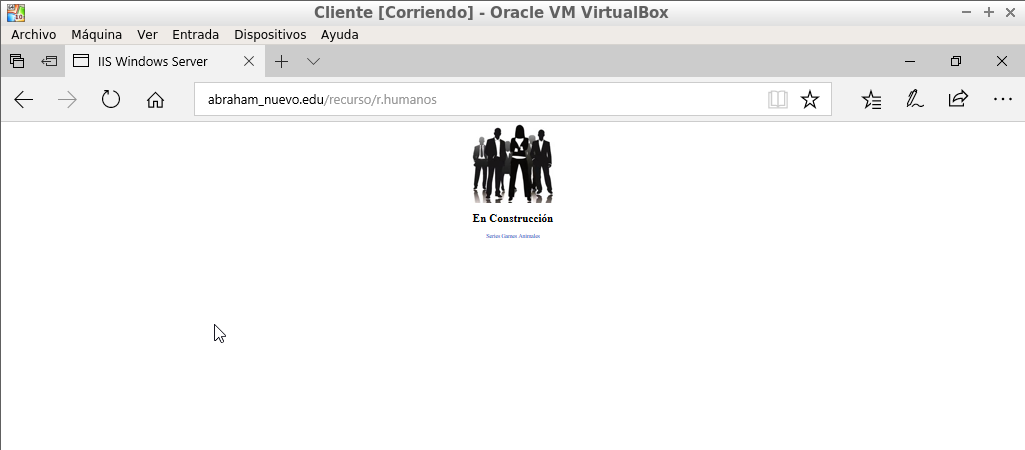 Cliente [Corriendo] - Oracle VM VirtualBox
Archivo Máquina Ver Entrada Dispositivos Ayuda
IIS Windows Server
abraham_nuevo.edu/recurso/r.humanos
En Construcción
Series Games Animales